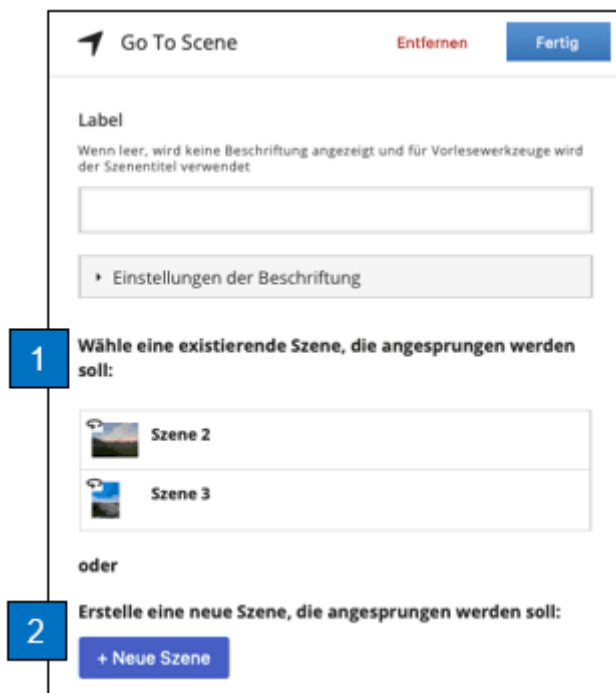 Go To Scene Entfernen Fertig
Label
Wenn leer, wird keine Beschriftung angezeigt und für Vorlesewerkzeuge wird
der Szenentitel verwendet
Einstellungen der Beschriftung
1 Wähle eine existierende Szene, die angesprungen werden
soll:
Szene 2
Szene 3
oder
2 Erstelle eine neue Szene, die angesprungen werden soll:
+ Neue Szene